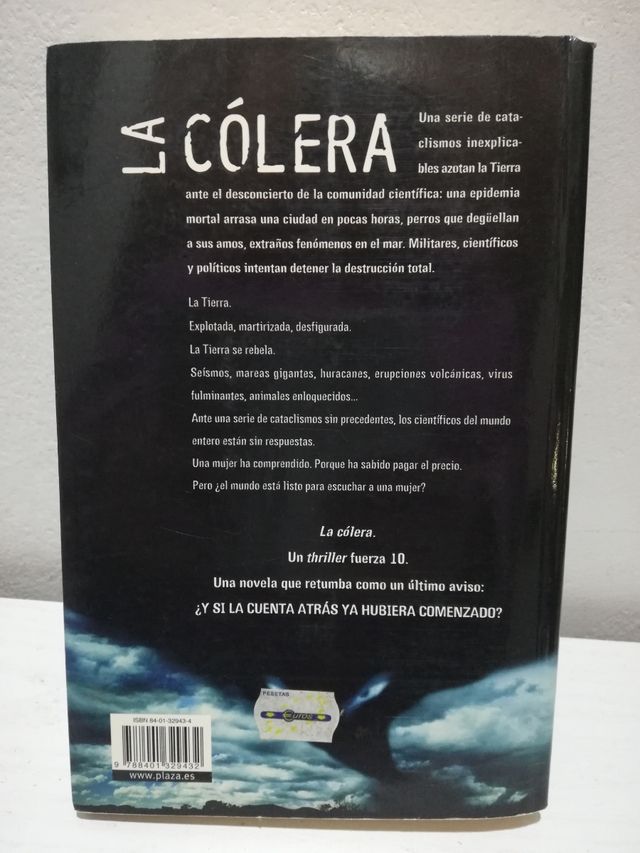 LA CÓLERA
Una serie de cata-
clismos inexplica-
bles azotan la Tierra
ante el desconcierto de la comunidad científica: una epidemia
mortal arrasa una ciudad en pocas horas, perros que degüellan
a sus amos, extraños fenómenos en el mar. Militares, científicos
y políticos intentan detener la destrucción total.
La Tierra.
Explotada, martirizada, desfigurada.
La Tierra se rebela.
Seísmos, mareas gigantes, huracanes, erupciones volcánicas, virus
fulminantes, animales enloquecidos...
Ante una serie de cataclismos sin precedentes, los científicos del mundo
entero están sin respuestas.
Una mujer ha comprendido. Porque ha sabido pagar el precio.
Pero ¿el mundo está listo para escuchar a una mujer?
La cólera.
Un thriller fuerza 10.
Una novela que retumba como un último aviso:
¿Y SI LA CUENTA ATRÁS YA HUBIERA COMENZADO?
PESETAS
euros
ISBN 84-01-32943-4
9 788401 329432
www.plaza.es